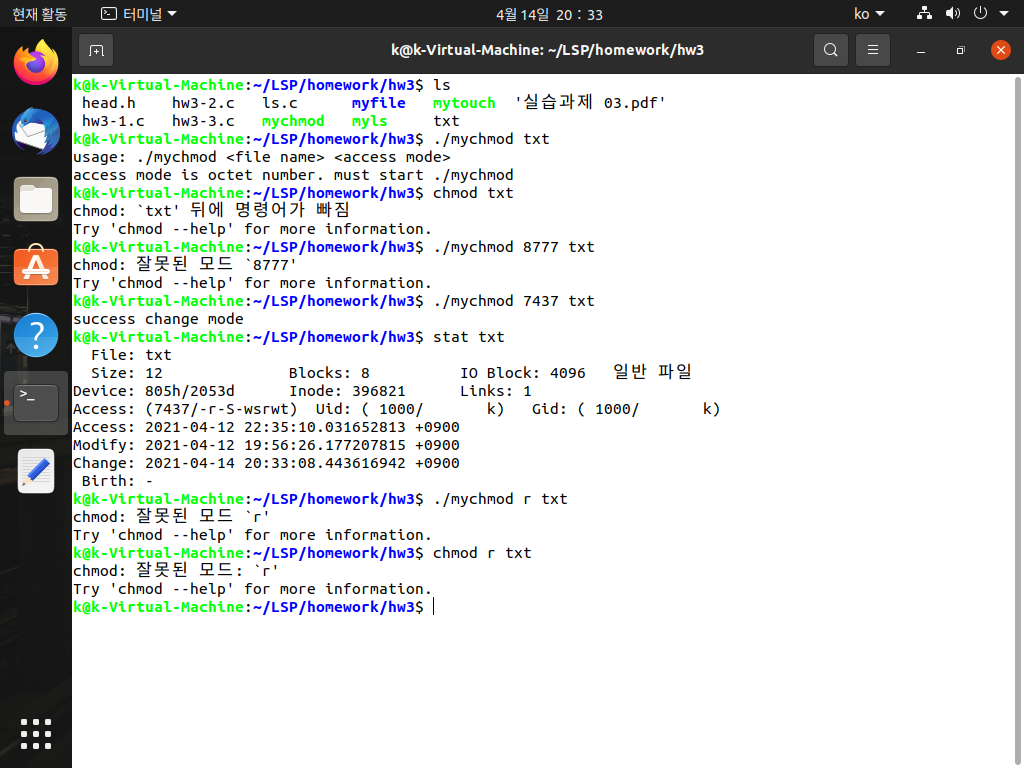 현재 활동 터미널 4월 14일 20 : 33 ko
k@k-Virtual-Machine: ~/LSP/homework/hw3
k@k-Virtual-Machine:~/LSP/homework/hw3$ ls
head.h hw3-2.c ls.c myfile mytouch '실습과제 03.pdf'
hw3-1.c hw3-3.c mychmod myls txt
k@k-Virtual-Machine:~/LSP/homework/hw3$ ./mychmod txt
usage: ./mychmod <file name> <access mode>
access mode is octet number. must start ./mychmod
k@k-Virtual-Machine:~/LSP/homework/hw3$ chmod txt
chmod: `txt' 뒤에 명령어가 빠짐
Try 'chmod --help' for more information.
k@k-Virtual-Machine:~/LSP/homework/hw3$ ./mychmod 8777 txt
chmod: 잘못된 모드 `8777'
Try 'chmod --help' for more information.
k@k-Virtual-Machine:~/LSP/homework/hw3$ ./mychmod 7437 txt
success change mode
k@k-Virtual-Machine:~/LSP/homework/hw3$ stat txt
File: txt
Size: 12 Blocks: 8 IO Block: 4096 일반 파일
Device: 805h/2053d Inode: 396821 Links: 1
Access: (7437/-r-S-wsrwt) Uid: ( 1000/ k) Gid: ( 1000/ k)
Access: 2021-04-12 22:35:10.031652813 +0900
Modify: 2021-04-12 19:56:26.177207815 +0900
Change: 2021-04-14 20:33:08.443616942 +0900
Birth: -
k@k-Virtual-Machine:~/LSP/homework/hw3$ ./mychmod r txt
chmod: 잘못된 모드 `r'
Try 'chmod --help' for more information.
k@k-Virtual-Machine:~/LSP/homework/hw3$ chmod r txt
chmod: 잘못된 모드: `r'
Try 'chmod --help' for more information.
k@k-Virtual-Machine:~/LSP/homework/hw3$